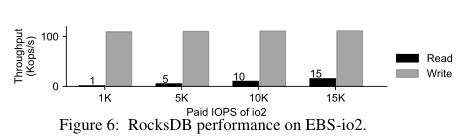 Throughput
(Kops/s)
100
0
1
5
10
15
1K
5K
10K
15K
Paid IOPS of io2
Read
Write
Figure 6: RocksDB performance on EBS-io2.